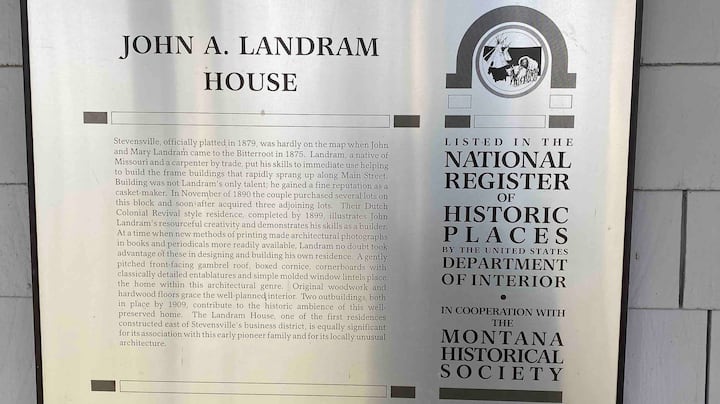 JOHN A. LANDRAM
HOUSE
Stevensville, officially platted in 1879, was hardly on the map when John
and Mary Landram came to the Bitterroot in 1875. Landram, a native of
Missouri and a carpenter by trade, put his skills to immediate use helping
to build the frame buildings that rapidly sprang up along Main Street.
Building was not Landram's only talent; he gained a fine reputation as a
casket-maker. In November of 1890 the couple purchased several lots on
this block and soon after acquired three adjoining lots. Their Dutch
Colonial Revival style residence, completed by 1899, illustrates John
Landram's resourceful creativity and demonstrates his skills as a builder.
At a time when new methods of printing made architectural photographs
in books and periodicals more readily available, Landram no doubt took
advantage of these in designing and building his own residence. A gently
pitched front-facing gambrel roof, boxed cornice, cornerboards with
classically detailed entablatures and simple molded window lintels place
the home within this architectural genre. Original woodwork and
hardwood floors grace the well-planned interior. Two outbuildings, both
in place by 1909, contribute to the historic ambience of this well-
preserved home. The Landram House, one of the first residences
constructed east of Stevensville's business district, is equally significant
for its association with this early pioneer family and for its locally unusual
architecture.
LISTED IN THE
NATIONAL
REGISTER
OF
HISTORIC
PLACES
BY THE UNITED STATES
DEPARTMENT
OF INTERIOR
•
IN COOPERATION WITH
THE
MONTANA
HISTORICAL
SOCIETY